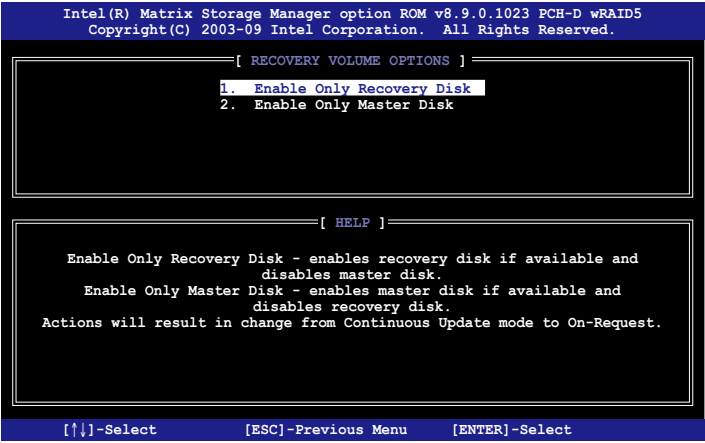 Intel(R) Matrix Storage Manager option ROM v8.9.0.1023 PCH-D wRAID5
Copyright(C) 2003-09 Intel Corporation. All Rights Reserved.
[ RECOVERY VOLUME OPTIONS ]
1. Enable Only Recovery Disk
2. Enable Only Master Disk
[ HELP ]
Enable Only Recovery Disk - enables recovery disk if available and
disables master disk.
Enable Only Master Disk - enables master disk if available and
disables recovery disk.
Actions will result in change from Continuous Update mode to On-Request.
[↑↓]-Select [ESC]-Previous Menu [ENTER]-Select